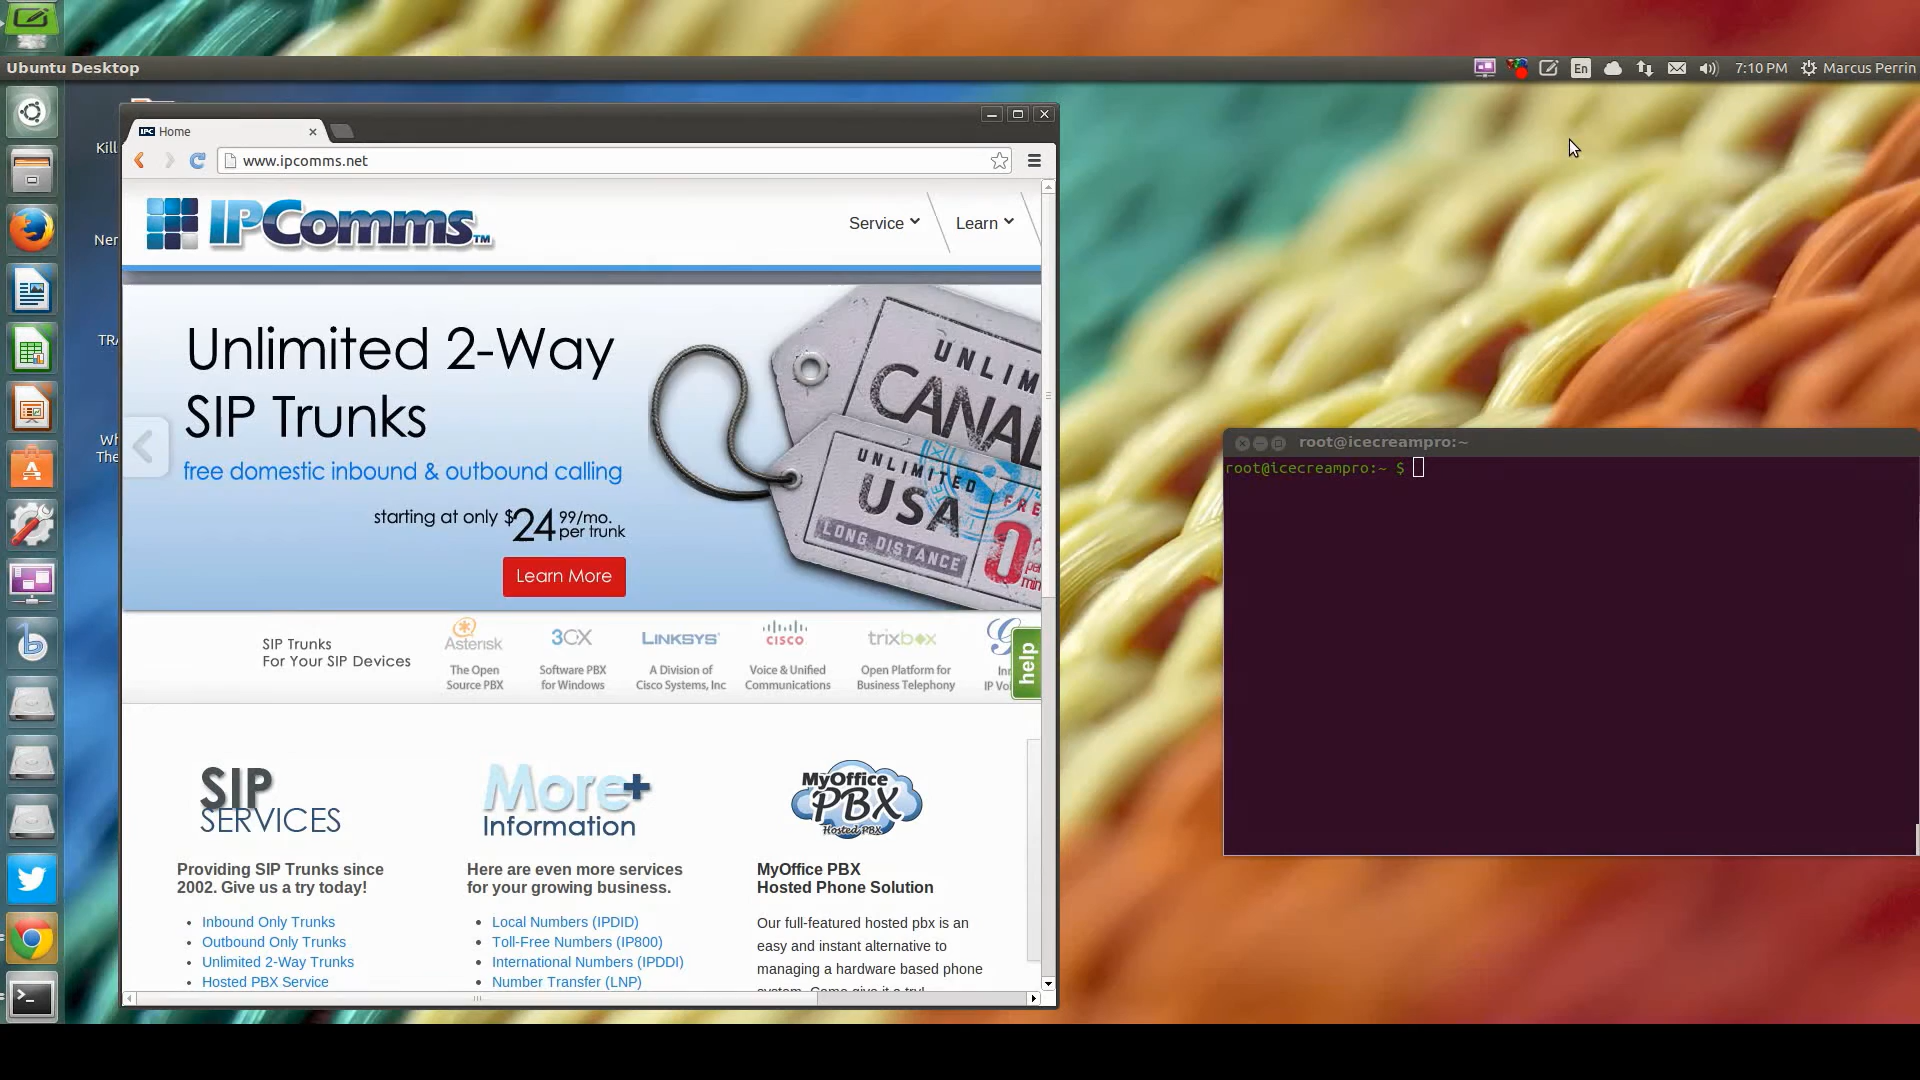 Ubuntu Desktop
En
7:10 PM
Marcus Perrin
Kill
Home
www.ipcomms.net
IPComms™
Service
Learn
Unlimited 2-Way
SIP Trunks
free domestic inbound & outbound calling
starting at only $24 99/mo.
per trunk
Learn More
UNLIM
CANA
UNLIMITED
USA
LONG DISTANCE
FRE
0
SIP Trunks
For Your SIP Devices
Asterisk
The Open
Source PBX
3CX
Software PBX
for Windows
LINKSYS
A Division of
Cisco Systems, Inc
CISCO
Voice & Unified
Communications
trixbox
Open Platform for
Business Telephony
help
SIP
SERVICES
Providing SIP Trunks since
2002. Give us a try today!
Inbound Only Trunks
Outbound Only Trunks
Unlimited 2-Way Trunks
Hosted PBX Service
More+
Information
Here are even more services
for your growing business.
Local Numbers (IPDID)
Toll-Free Numbers (IP800)
International Numbers (IPDDI)
Number Transfer (LNP)
MyOffice
PBX
Hosted PBX
MyOffice PBX
Hosted Phone Solution
Our full-featured hosted pbx is an
easy and instant alternative to
managing a hardware based phone
root@icecreampro:~
root@icecreampro:~ $